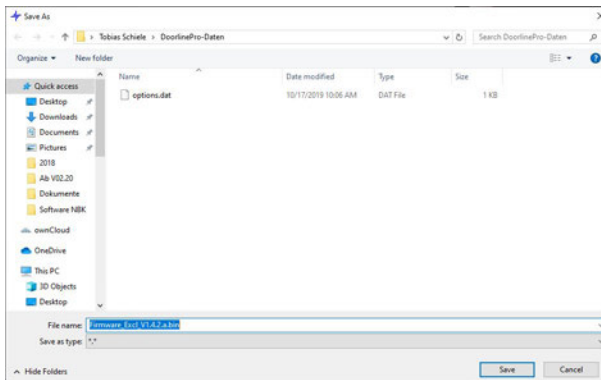 Save As
Tobias Schiele › DoorlinePro-Daten
Search DoorlinePro-Daten
Organize
New folder
Name
Date modified
Type
Size
options.dat
10/17/2019 10:06 AM
DAT File
1 KB
Quick access
Desktop
Downloads
Documents
Pictures
2018
Ab V02.20
Dokumente
Software NBK
ownCloud
OneDrive
This PC
3D Objects
Desktop
File name: Firmware_Excl_V1.4.2.a.bin
Save as type: *.*
Hide Folders
Save
Cancel